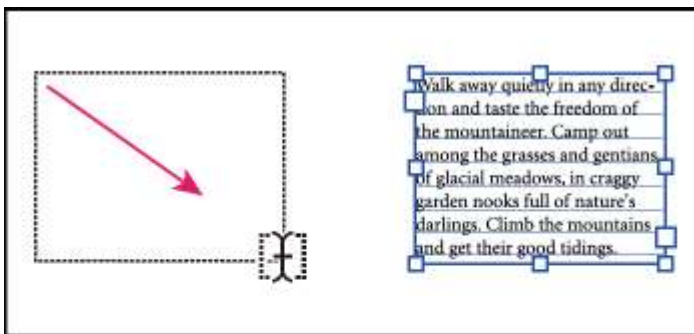 Walk away quietly in any direc-
tion and taste the freedom of
the mountaineer. Camp out
among the grasses and gentians
of glacial meadows, in craggy
garden nooks full of nature's
darlings. Climb the mountains
and get their good tidings.